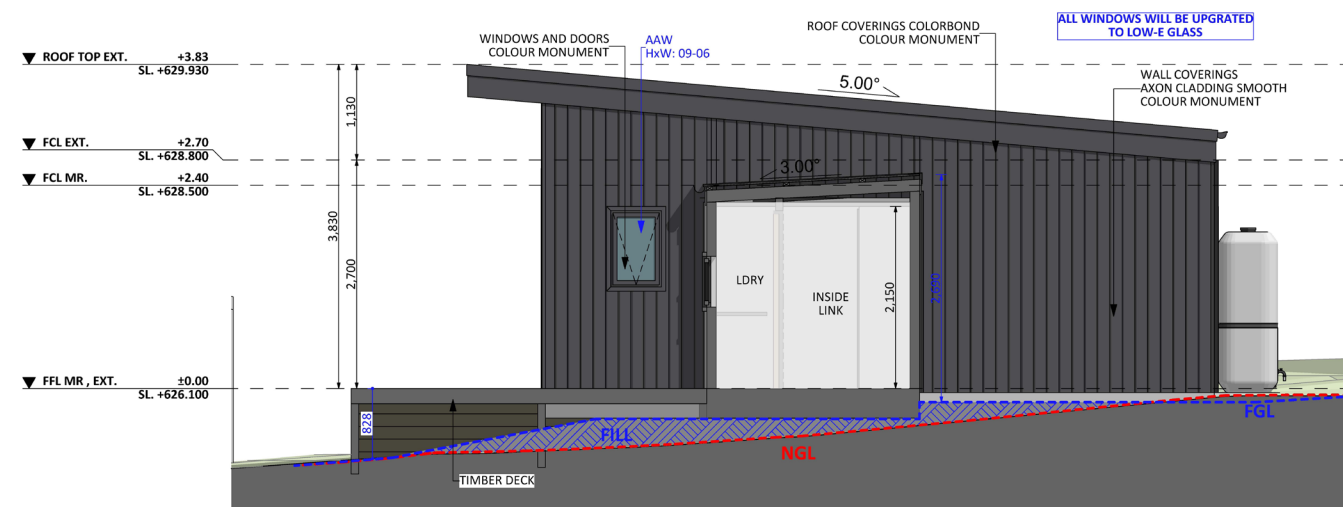 ALL WINDOWS WILL BE UPGRATED
TO LOW-E GLASS
ROOF COVERINGS COLORBOND
COLOUR MONUMENT
WINDOWS AND DOORS
COLOUR MONUMENT
AAW
HxW: 09-06
ROOF TOP EXT. +3.83
SL. +629.930
5.00°
WALL COVERINGS
AXON CLADDING SMOOTH
COLOUR MONUMENT
1,130
FCL EXT. +2.70
SL. +628.800
FCL MR. +2.40
SL. +628.500
3.00°
3,830
2,700
LDRY
INSIDE
LINK
2,150
2,690
FFL MR , EXT. ±0.00
SL. +626.100
828
FILL
FGL
NGL
TIMBER DECK